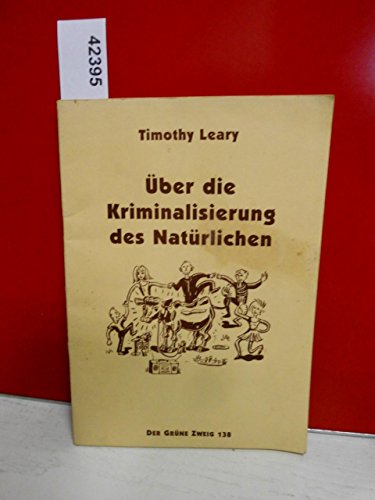 42395
Timothy Leary
Über die
Kriminalisierung
des Natürlichen
DER GRÜNE ZWEIG 138